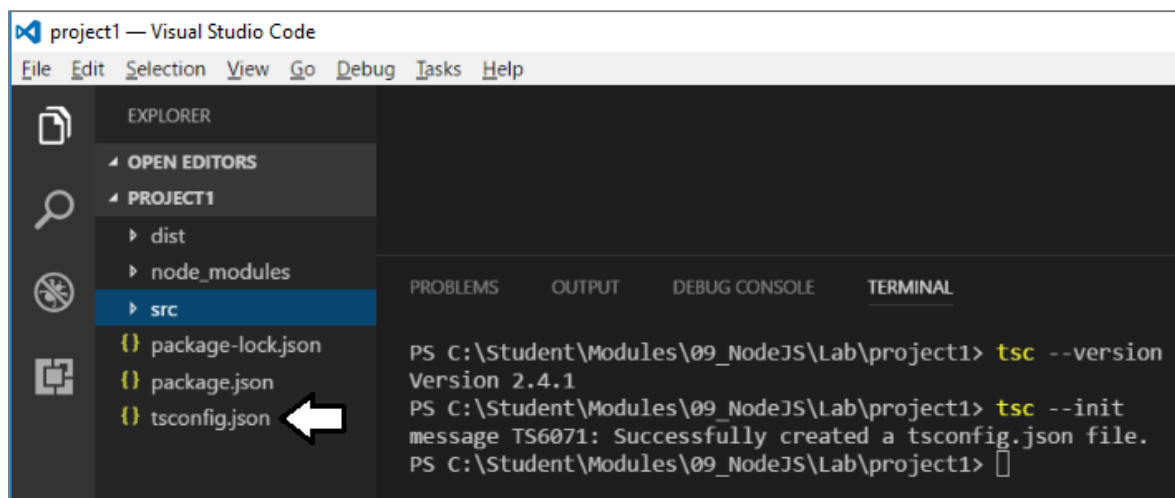 project1 — Visual Studio Code
File Edit Selection View Go Debug Tasks Help
EXPLORER
OPEN EDITORS
PROJECT1
dist
node_modules
src
package-lock.json
package.json
tsconfig.json
PROBLEMS OUTPUT DEBUG CONSOLE TERMINAL
PS C:\Student\Modules\09_NodeJS\Lab\project1> tsc --version
Version 2.4.1
PS C:\Student\Modules\09_NodeJS\Lab\project1> tsc --init
message TS6071: Successfully created a tsconfig.json file.
PS C:\Student\Modules\09_NodeJS\Lab\project1>